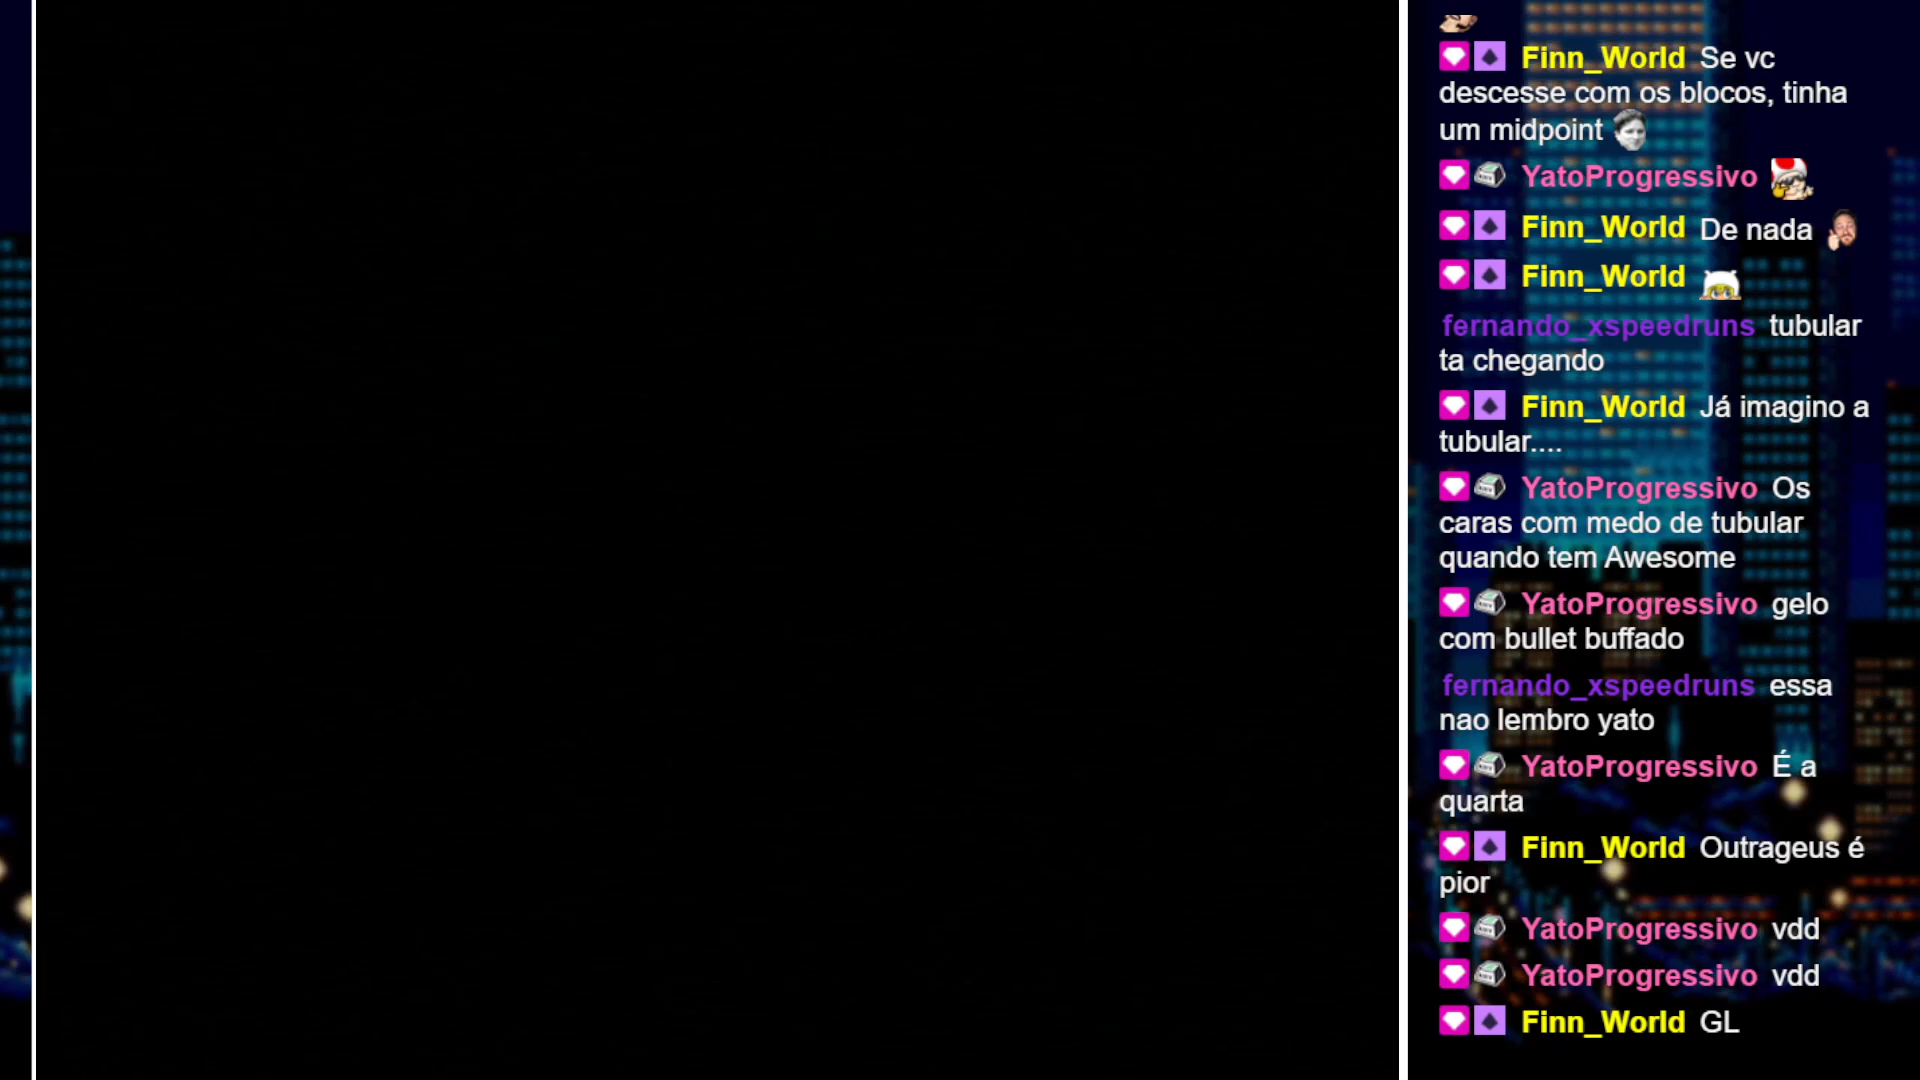 Finn_World Se vc
descesse com os blocos, tinha
um midpoint
YatoProgressivo
Finn_World De nada
Finn_World
fernando_xspeedruns tubular
ta chegando
Finn_World Já imagino a
tubular....
YatoProgressivo Os
caras com medo de tubular
quando tem Awesome
YatoProgressivo gelo
com bullet buffado
fernando_xspeedruns essa
nao lembro yato
YatoProgressivo É a
quarta
Finn_World Outrageus é
pior
YatoProgressivo vdd
YatoProgressivo vdd
Finn_World GL